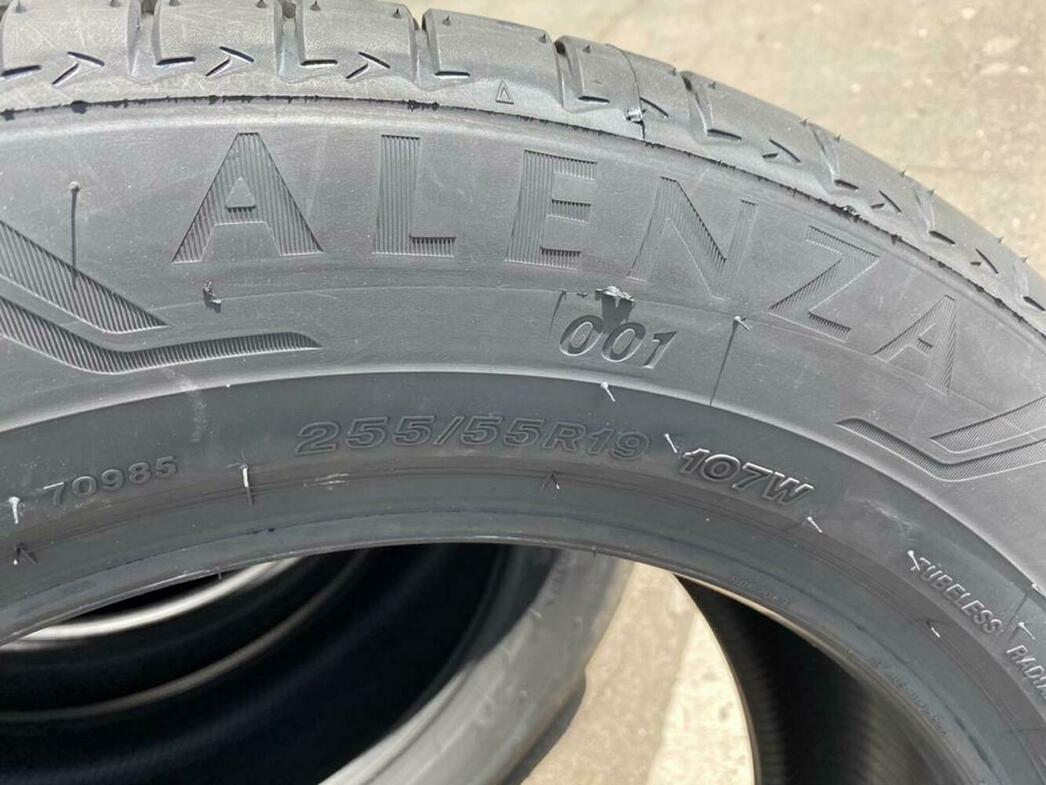 ALENZA
001
255/55R19 107W
70985
TUBELESS